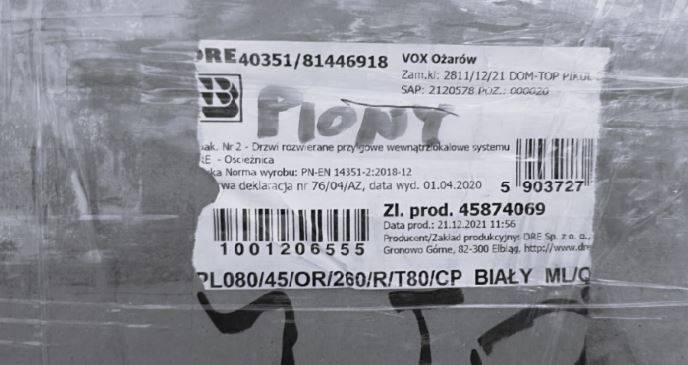 DRE 40351/81446918 VOX Ożarów
Zam.kl: 2811/12/21 DOM-TOP
SAP: 2120578 POZ.: 000020
PIONY
pak. Nr 2 - Drzwi rozwierane przylgowe wewnątrzlokalowe systemu
RE - Ościeżnica
ska Norma wyrobu: PN-EN 14351-2:2018-12
wa deklaracja nr 76/04/AZ, data wyd. 01.04.2020
5 903727
Zl. prod. 45874069
Data prod.: 21.12.2021 11:56
Producent/Zakład produkcyjny: DRE Sp. z o. o.,
Gronowo Górne, 82-300 Elbląg, http://www.dre
1001206555
PL080/45/OR/260/R/T80/CP BIAŁY ML/O